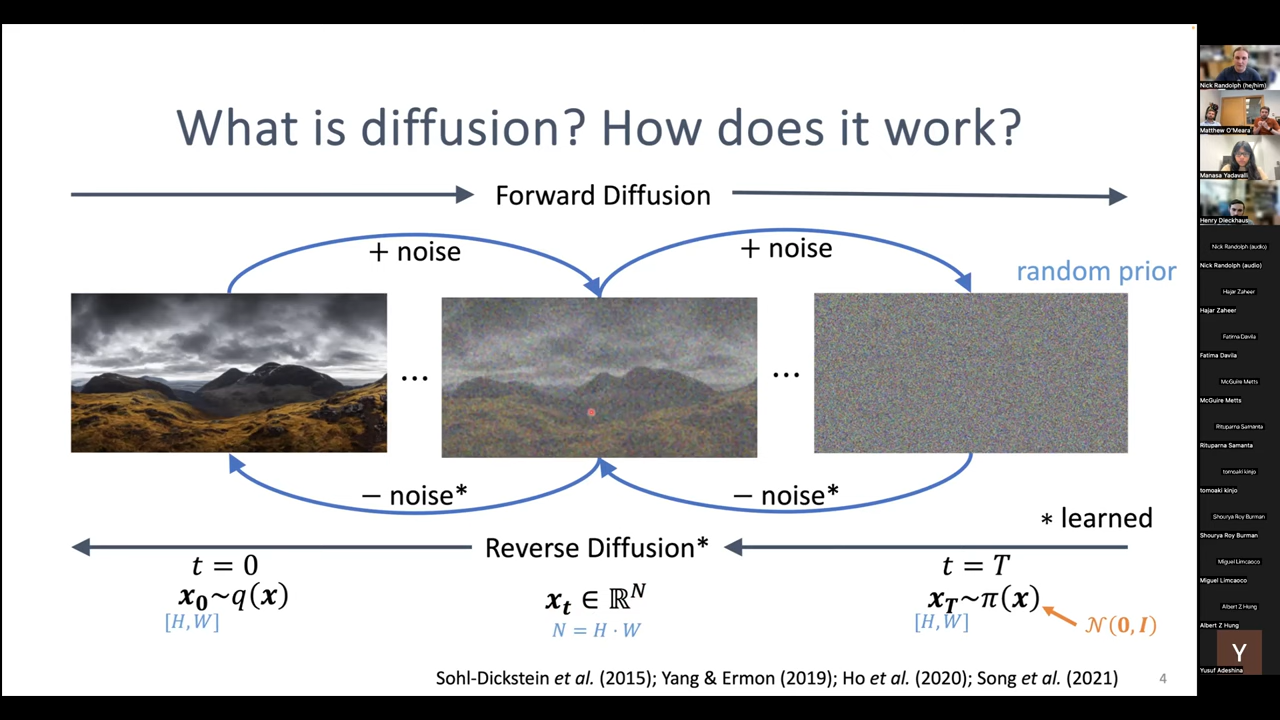 What is diffusion? How does it work?
Forward Diffusion
+ noise
+ noise
random prior
...
...
− noise*
− noise*
* learned
Reverse Diffusion*
t = 0
x₀~q(x)
[H,W]
xₜ ∈ ℝᴺ
N = H · W
t = T
x_T~π(x)
[H,W]
𝒩(0, I)
Sohl-Dickstein et al. (2015); Yang & Ermon (2019); Ho et al. (2020); Song et al. (2021)
4
Nick Randolph (he/him)
Matthew O'Meara
Manasa Yadavalli
Henry Dieckhaus
Nick Randolph (audio)
Nick Randolph (audio)
Hajar Zaheer
Hajar Zaheer
Fatima Davila
Fatima Davila
McGuire Metts
McGuire Metts
Rituparna Samanta
Rituparna Samanta
tomoaki kinjo
tomoaki kinjo
Shourya Roy Burman
Shourya Roy Burman
Miguel Limcaoco
Miguel Limcaoco
Albert Z Hung
Albert Z Hung
Y
Yusuf Adeshina